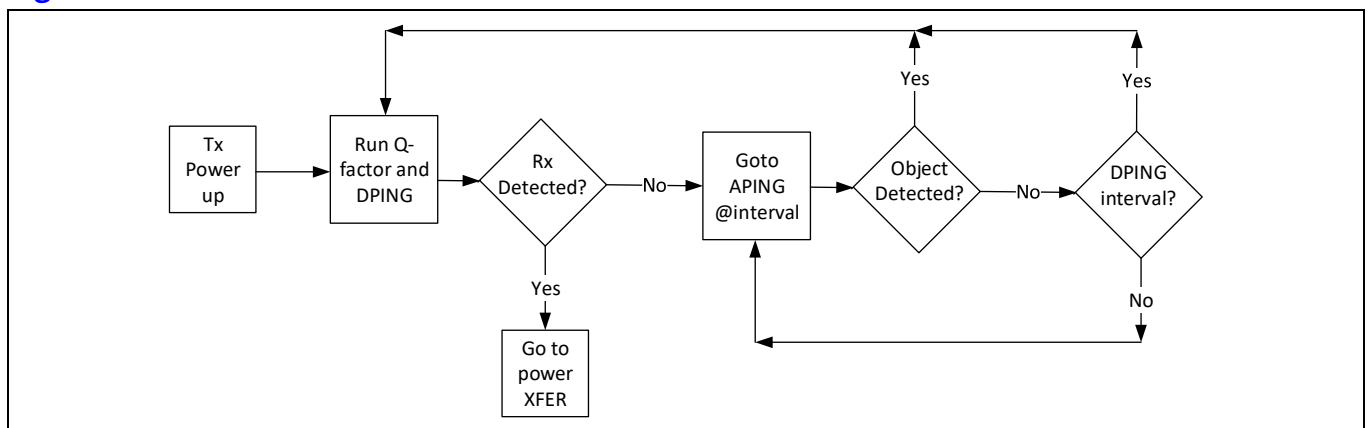 Tx
Power
up
Run Q-
factor and
DPING
Rx
Detected?
Yes
Go to
power
XFER
No
Goto
APING
@interval
Object
Detected?
Yes
No
DPING
interval?
Yes
No